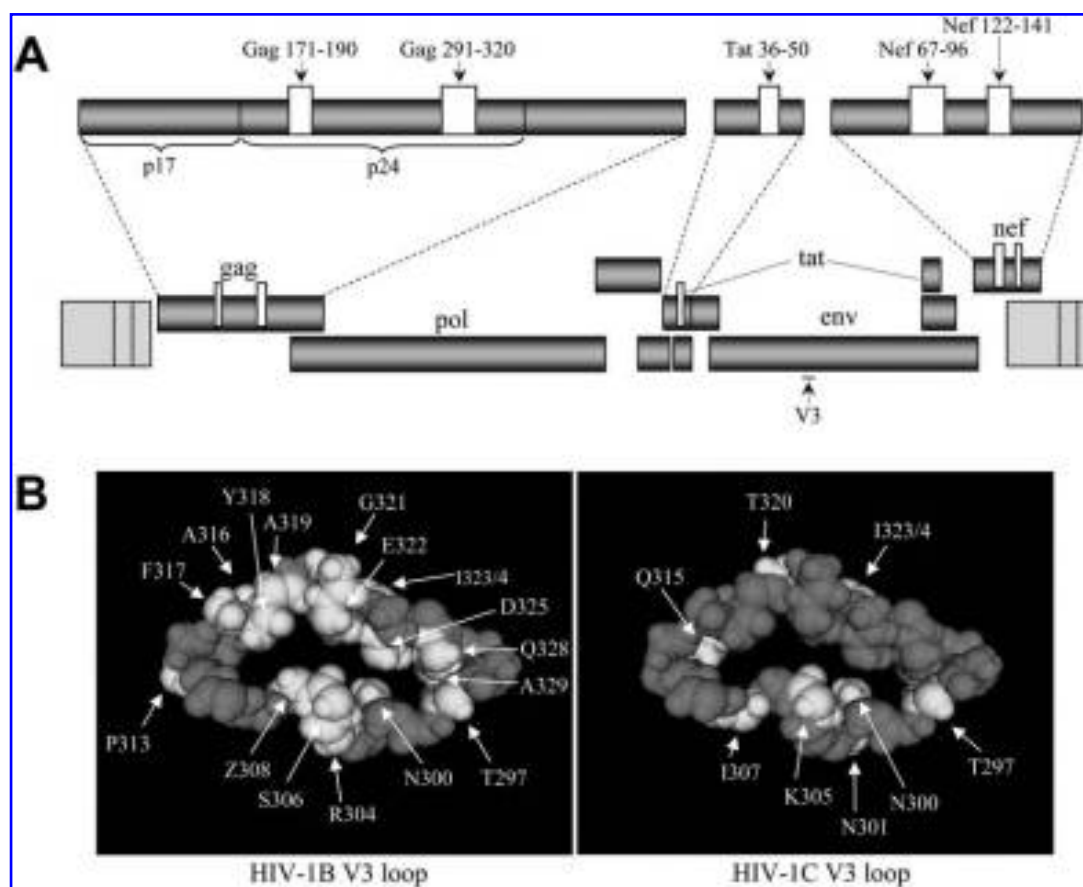 A
Gag 171-190
Gag 291-320
Tat 36-50
Nef 67-96
Nef 122-141
p17
p24
gag
pol
tat
env
nef
V3
B
Y318
A316
A319
F317
G321
E322
I323/4
D325
Q328
A329
P313
Z308
S306
R304
N300
T297
HIV-1B V3 loop
T320
I323/4
Q315
I307
K305
N301
N300
T297
HIV-1C V3 loop